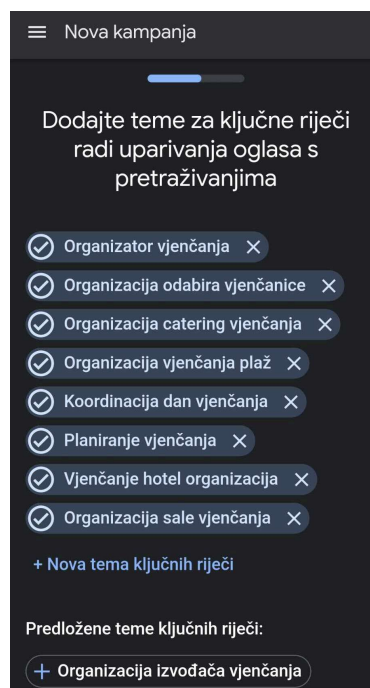 Nova kampanja
Dodajte teme za ključne riječi
radi uparivanja oglasa s
pretraživanjima
Organizator vjenčanja
Organizacija odabira vjenčanice
Organizacija catering vjenčanja
Organizacija vjenčanja plaž
Koordinacija dan vjenčanja
Planiranje vjenčanja
Vjenčanje hotel organizacija
Organizacija sale vjenčanja
+ Nova tema ključnih riječi
Predložene teme ključnih riječi:
+ Organizacija izvođača vjenčanja